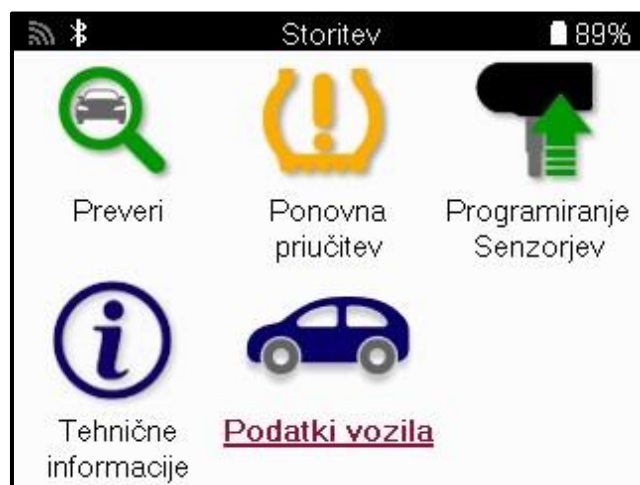 Storitev
89%
Preveri
Ponovna
priučitev
Programiranje
Senzorjev
Tehnične
informacije
Podatki vozila